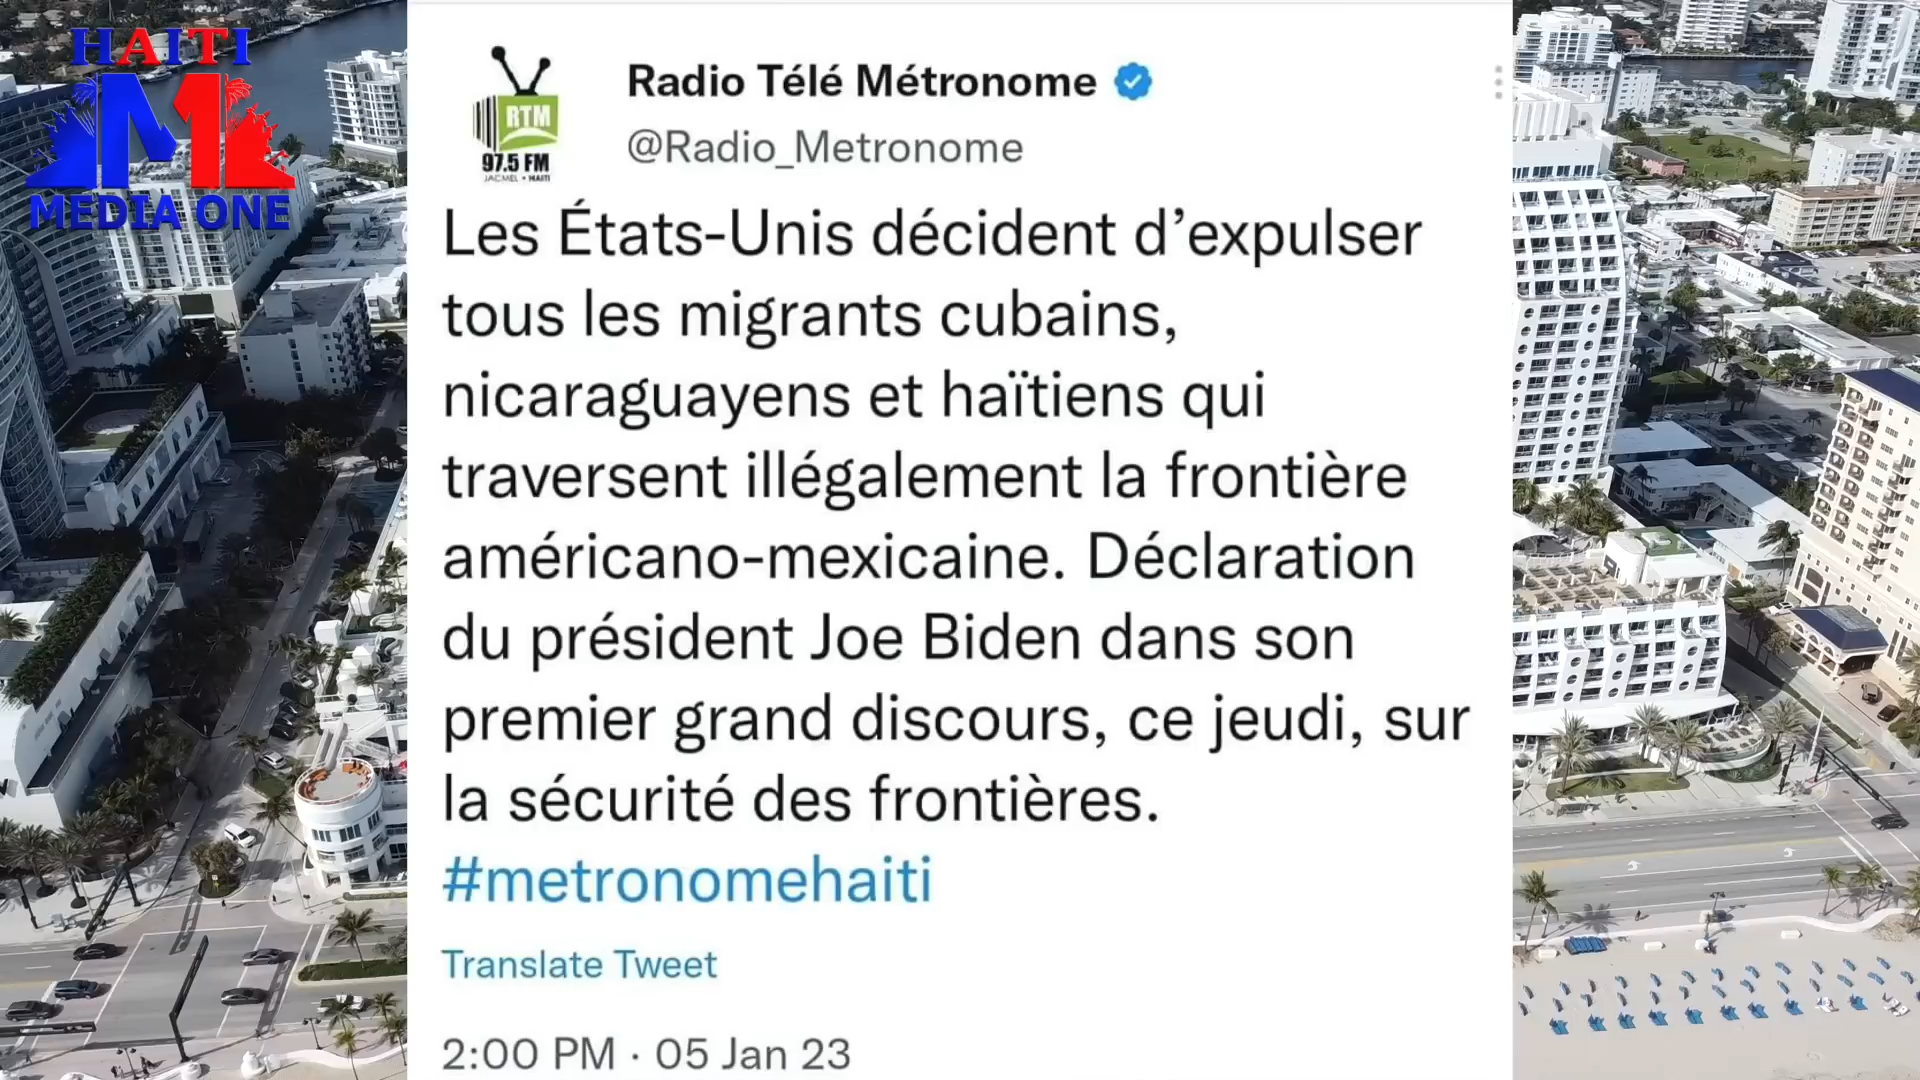 HAITI
M
MEDIA ONE
RTM
97.5 FM
JACMEL • HAITI
Radio Télé Métronome
@Radio_Metronome
Les États-Unis décident d’expulser
tous les migrants cubains,
nicaraguayens et haïtiens qui
traversent illégalement la frontière
américano-mexicaine. Déclaration
du président Joe Biden dans son
premier grand discours, ce jeudi, sur
la sécurité des frontières.
#metronomehaiti
Translate Tweet
2:00 PM · 05 Jan 23